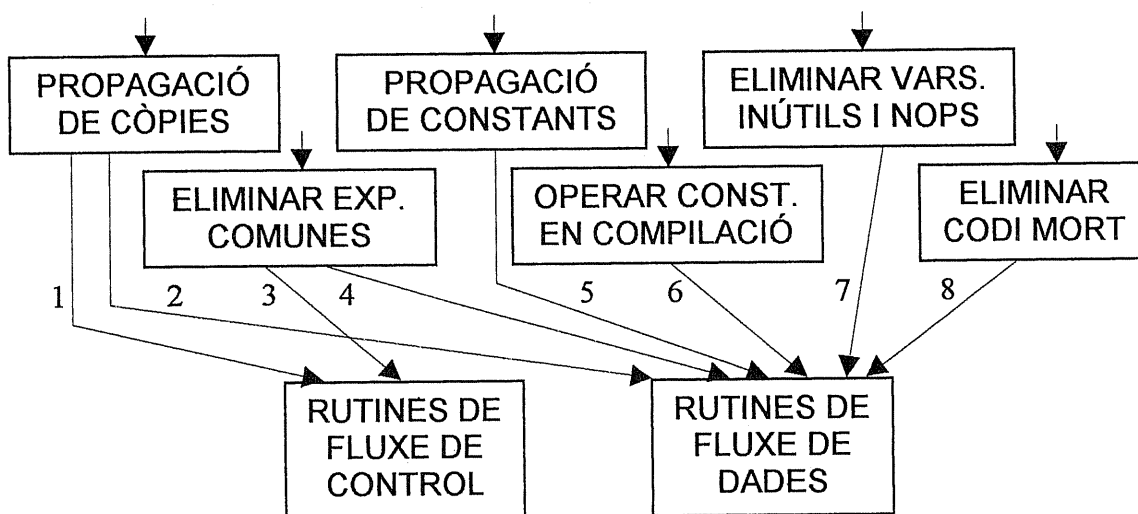 PROPAGACIÓ
DE CÒPIES
PROPAGACIÓ
DE CONSTANTS
ELIMINAR VARS.
INÚTILS I NOPS
ELIMINAR EXP.
COMUNES
OPERAR CONST.
EN COMPILACIÓ
ELIMINAR
CODI MORT
1
2
3
4
5
6
7
8
RUTINES DE
FLUXE DE
CONTROL
RUTINES DE
FLUXE DE
DADES